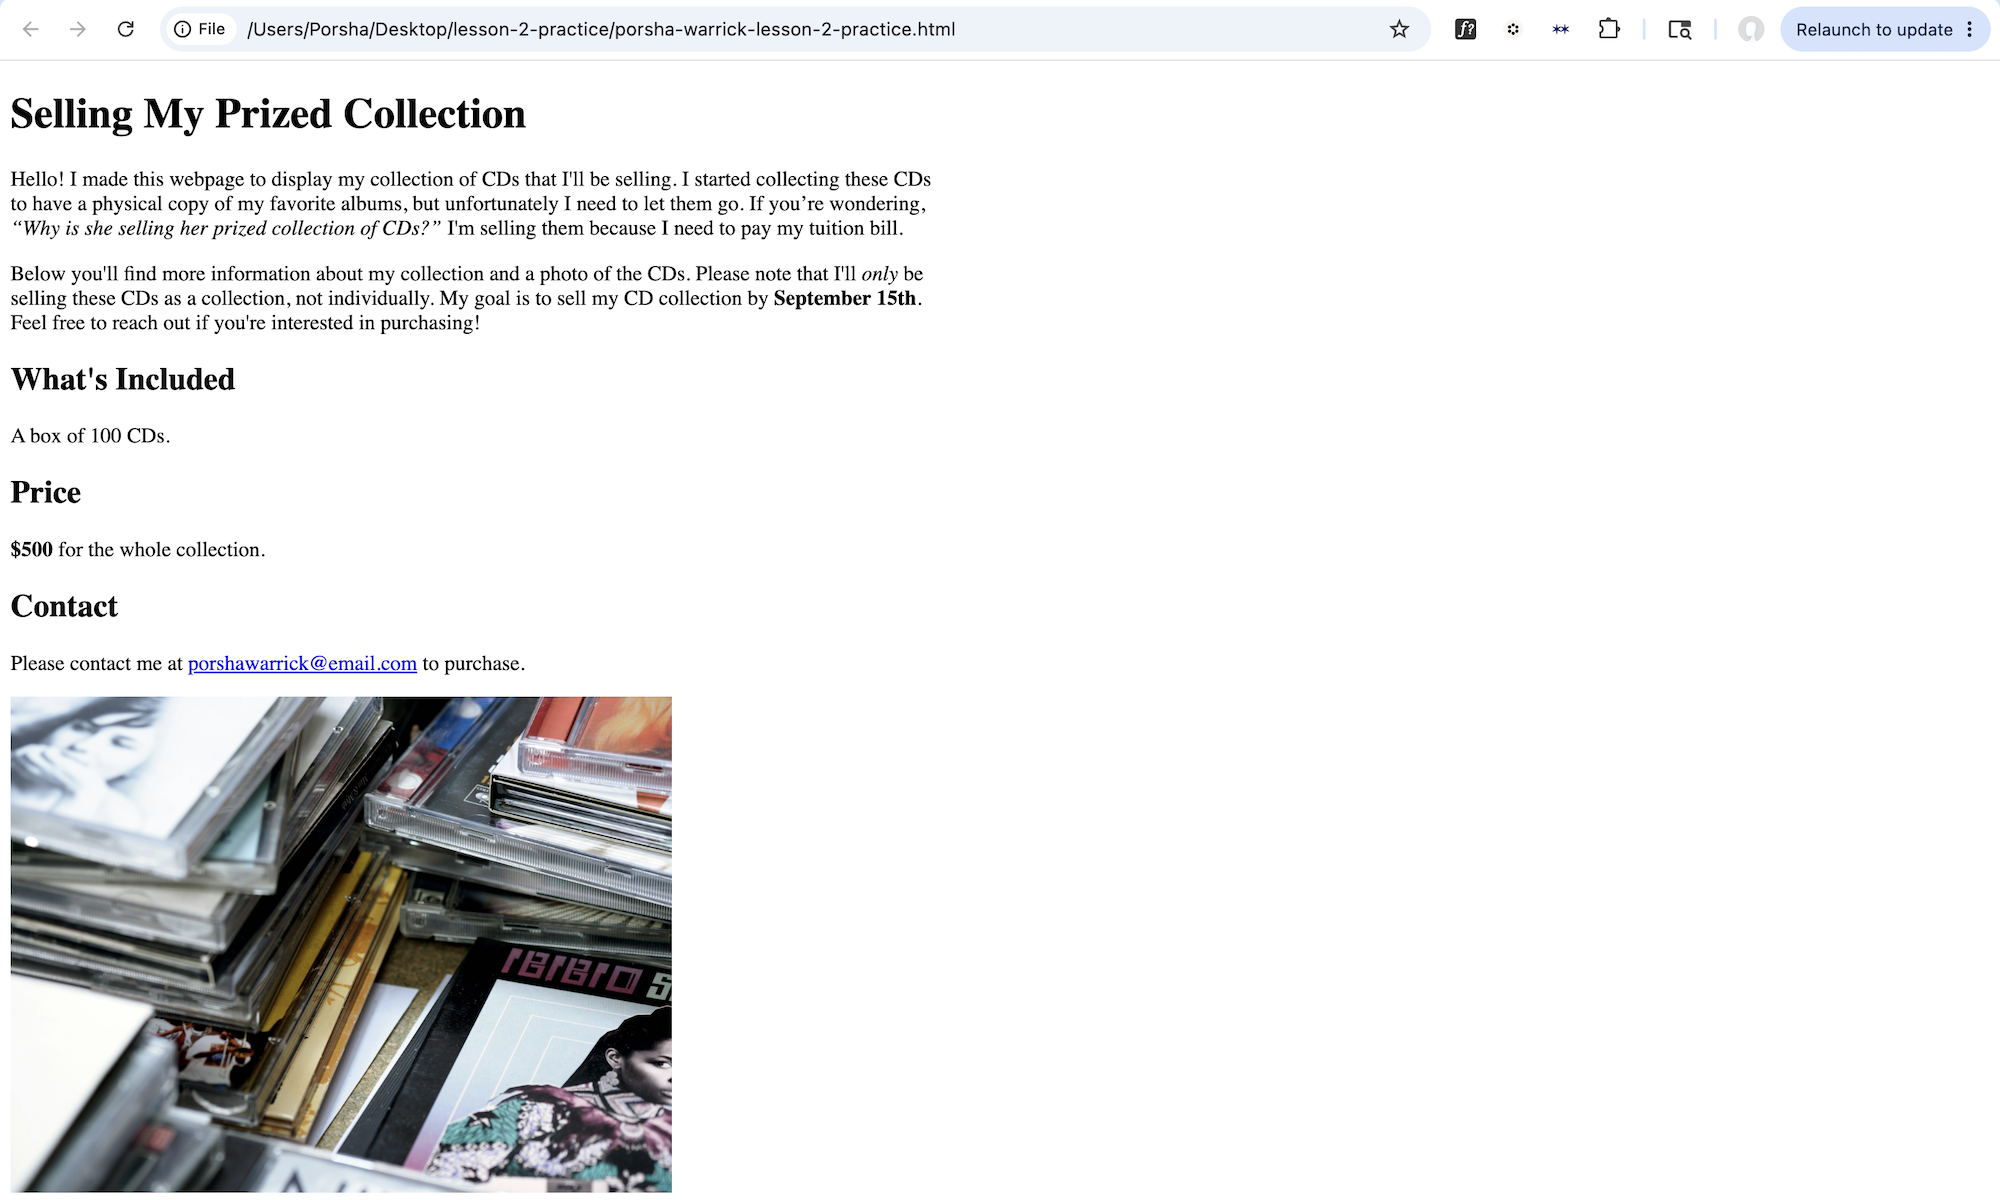 File
/Users/Porsha/Desktop/lesson-2-practice/porsha-warrick-lesson-2-practice.html
f?
Relaunch to update
Selling My Prized Collection
Hello! I made this webpage to display my collection of CDs that I'll be selling. I started collecting these CDs
to have a physical copy of my favorite albums, but unfortunately I need to let them go. If you’re wondering,
“Why is she selling her prized collection of CDs?” I'm selling them because I need to pay my tuition bill.
Below you'll find more information about my collection and a photo of the CDs. Please note that I'll only be
selling these CDs as a collection, not individually. My goal is to sell my CD collection by September 15th.
Feel free to reach out if you're interested in purchasing!
What's Included
A box of 100 CDs.
Price
$500 for the whole collection.
Contact
Please contact me at porshawarrick@email.com to purchase.